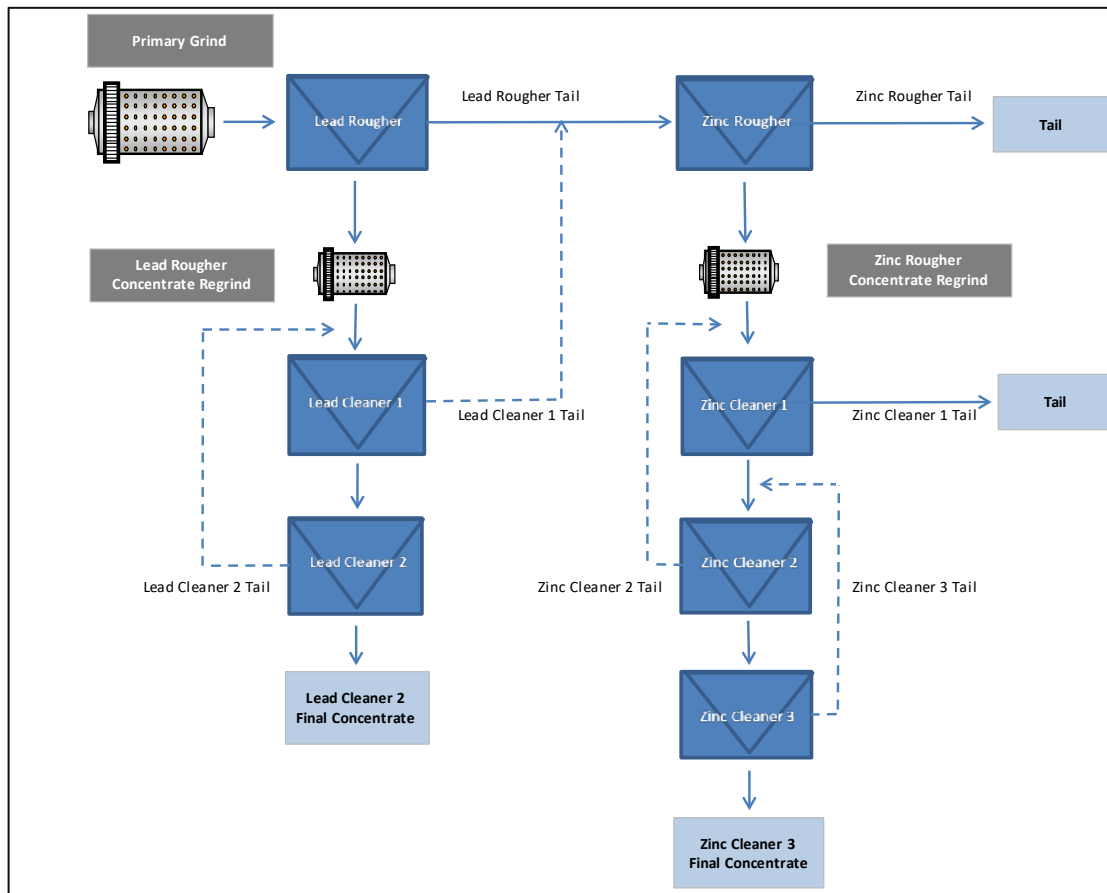 Primary Grind
Lead Rougher Tail
Zinc Rougher Tail
Lead Rougher
Zinc Rougher
Tail
Lead Rougher
Concentrate Regrind
Zinc Rougher
Concentrate Regrind
Lead Cleaner 1
Lead Cleaner 1 Tail
Zinc Cleaner 1
Zinc Cleaner 1 Tail
Tail
Lead Cleaner 2
Lead Cleaner 2 Tail
Zinc Cleaner 2
Zinc Cleaner 2 Tail
Zinc Cleaner 3 Tail
Lead Cleaner 2
Final Concentrate
Zinc Cleaner 3
Zinc Cleaner 3
Final Concentrate